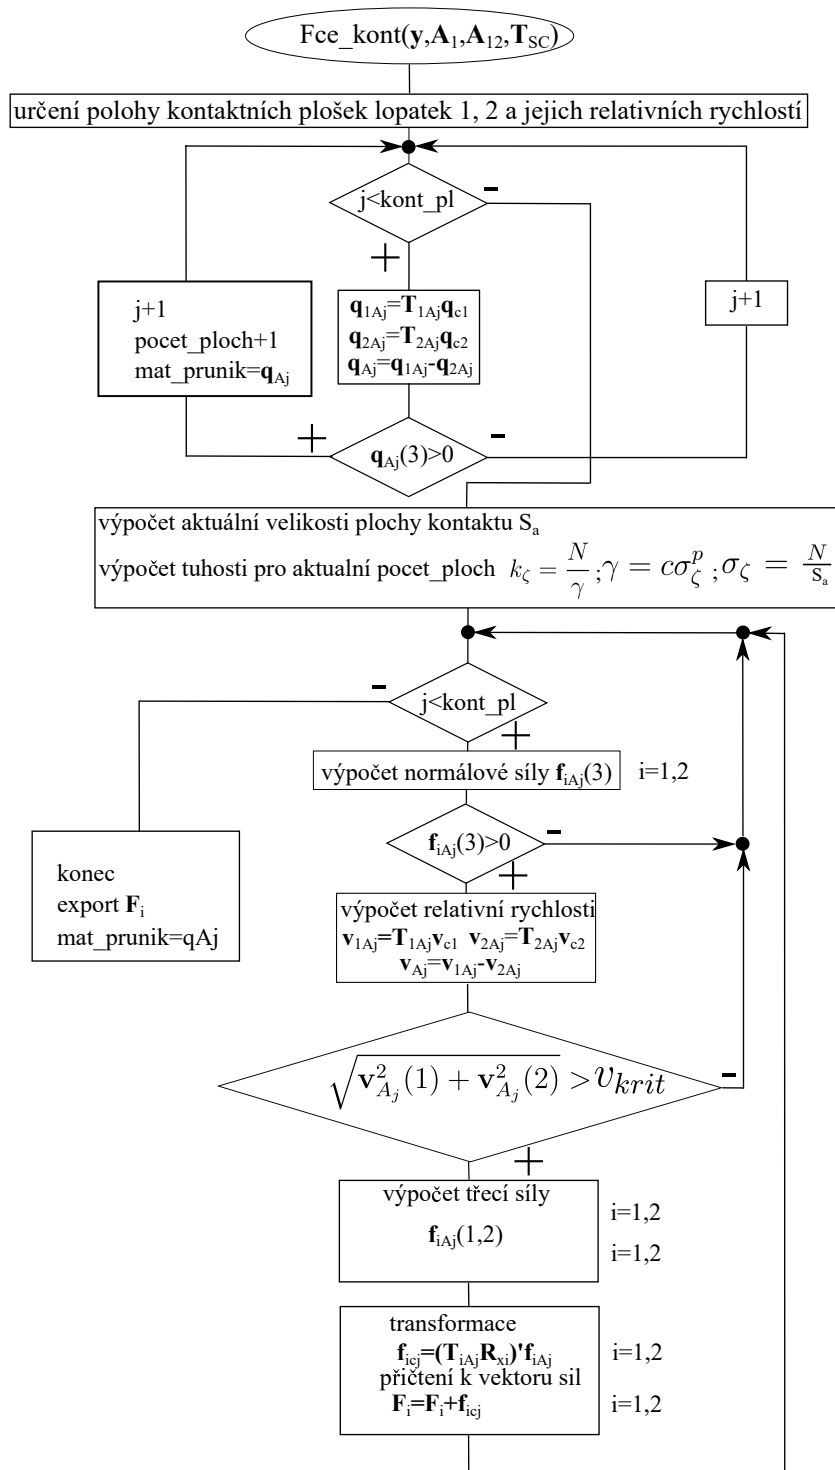 Fce_kont(y,A1,A12,TSC)
určení polohy kontaktních plošek lopatek 1, 2 a jejich relativních rychlostí
j<kont_pl
-
+
j+1
pocet_ploch+1
mat_prunik=qAj
q1Aj=T1Ajqc1
q2Aj=T2Ajqc2
qAj=q1Aj-q2Aj
j+1
+
-
qAj(3)>0
výpočet aktuální velikosti plochy kontaktu Sa
výpočet tuhosti pro aktualní pocet_ploch kζ = N/γ ;γ = cσζ^p ;σζ = N/Sa
-
j<kont_pl
+
výpočet normálové síly fiAj(3) i=1,2
fiAj(3)>0
-
+
konec
export Fi
mat_prunik=qAj
výpočet relativní rychlosti
v1Aj=T1Ajvc1 v2Aj=T2Ajvc2
vAj=v1Aj-v2Aj
√(v²Aj(1) + v²Aj(2)) >vkrit
-
+
výpočet třecí síly
i=1,2
fiAj(1,2)
i=1,2
transformace
ficj=(TiAjRxi)'fiAj i=1,2
přičtení k vektoru sil
Fi=Fi+ficj i=1,2